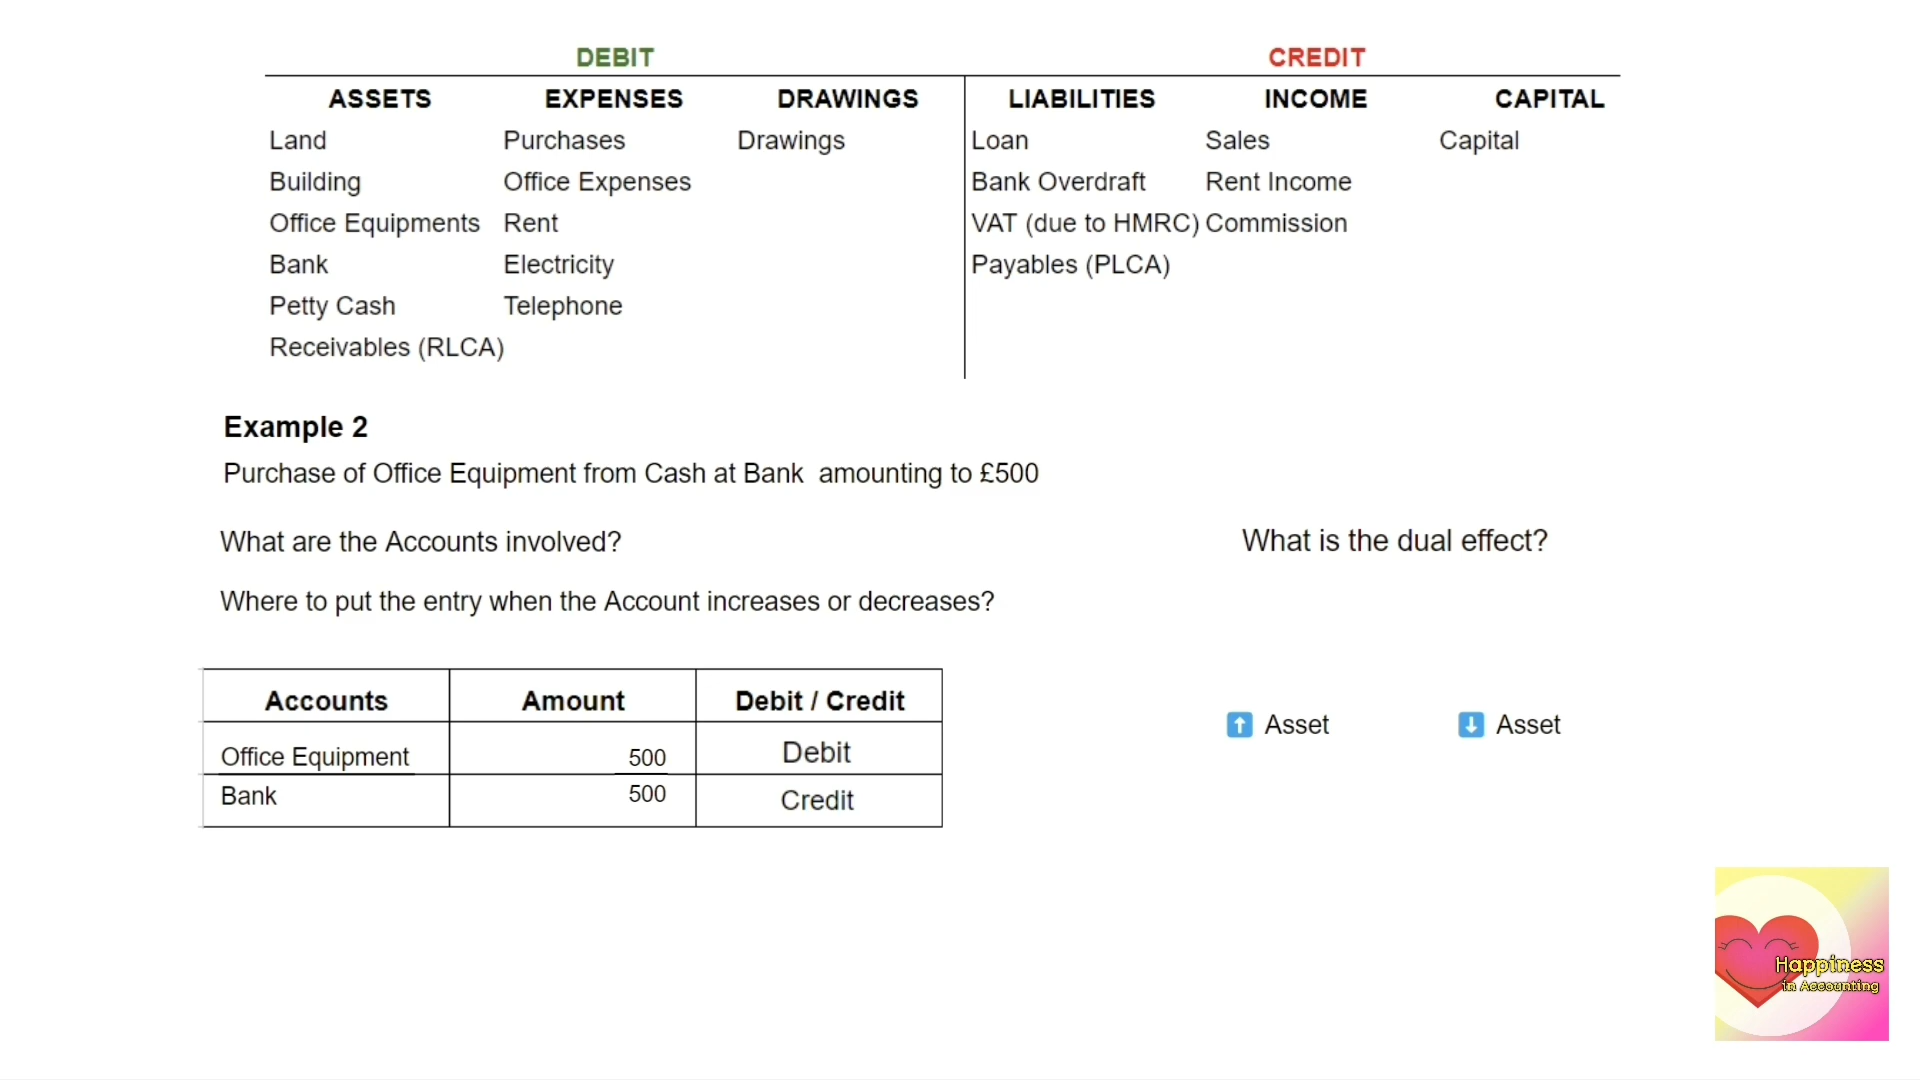 DEBIT CREDIT
ASSETS EXPENSES DRAWINGS LIABILITIES INCOME CAPITAL
Land Purchases Drawings Loan Sales Capital
Building Office Expenses Bank Overdraft Rent Income
Office Equipments Rent VAT (due to HMRC) Commission
Bank Electricity Payables (PLCA)
Petty Cash Telephone
Receivables (RLCA)
Example 2
Purchase of Office Equipment from Cash at Bank amounting to £500
What are the Accounts involved? What is the dual effect?
Where to put the entry when the Account increases or decreases?
Accounts Amount Debit / Credit
Office Equipment 500 Debit
Bank 500 Credit
↑ Asset ↓ Asset
Happiness
in Accounting